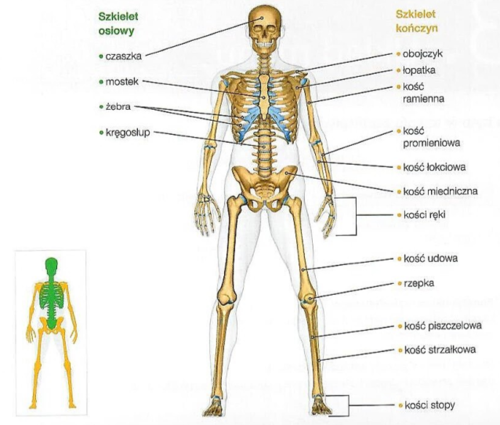 Szkielet
osiowy
czaszka
mostek
żebra
kręgosłup
Szkielet
kończyn
obojczyk
łopatka
kość
ramienna
kość
promieniowa
kość łokciowa
kość miedniczna
kości ręki
kość udowa
rzepka
kość piszczelowa
kość strzałkowa
kości stopy